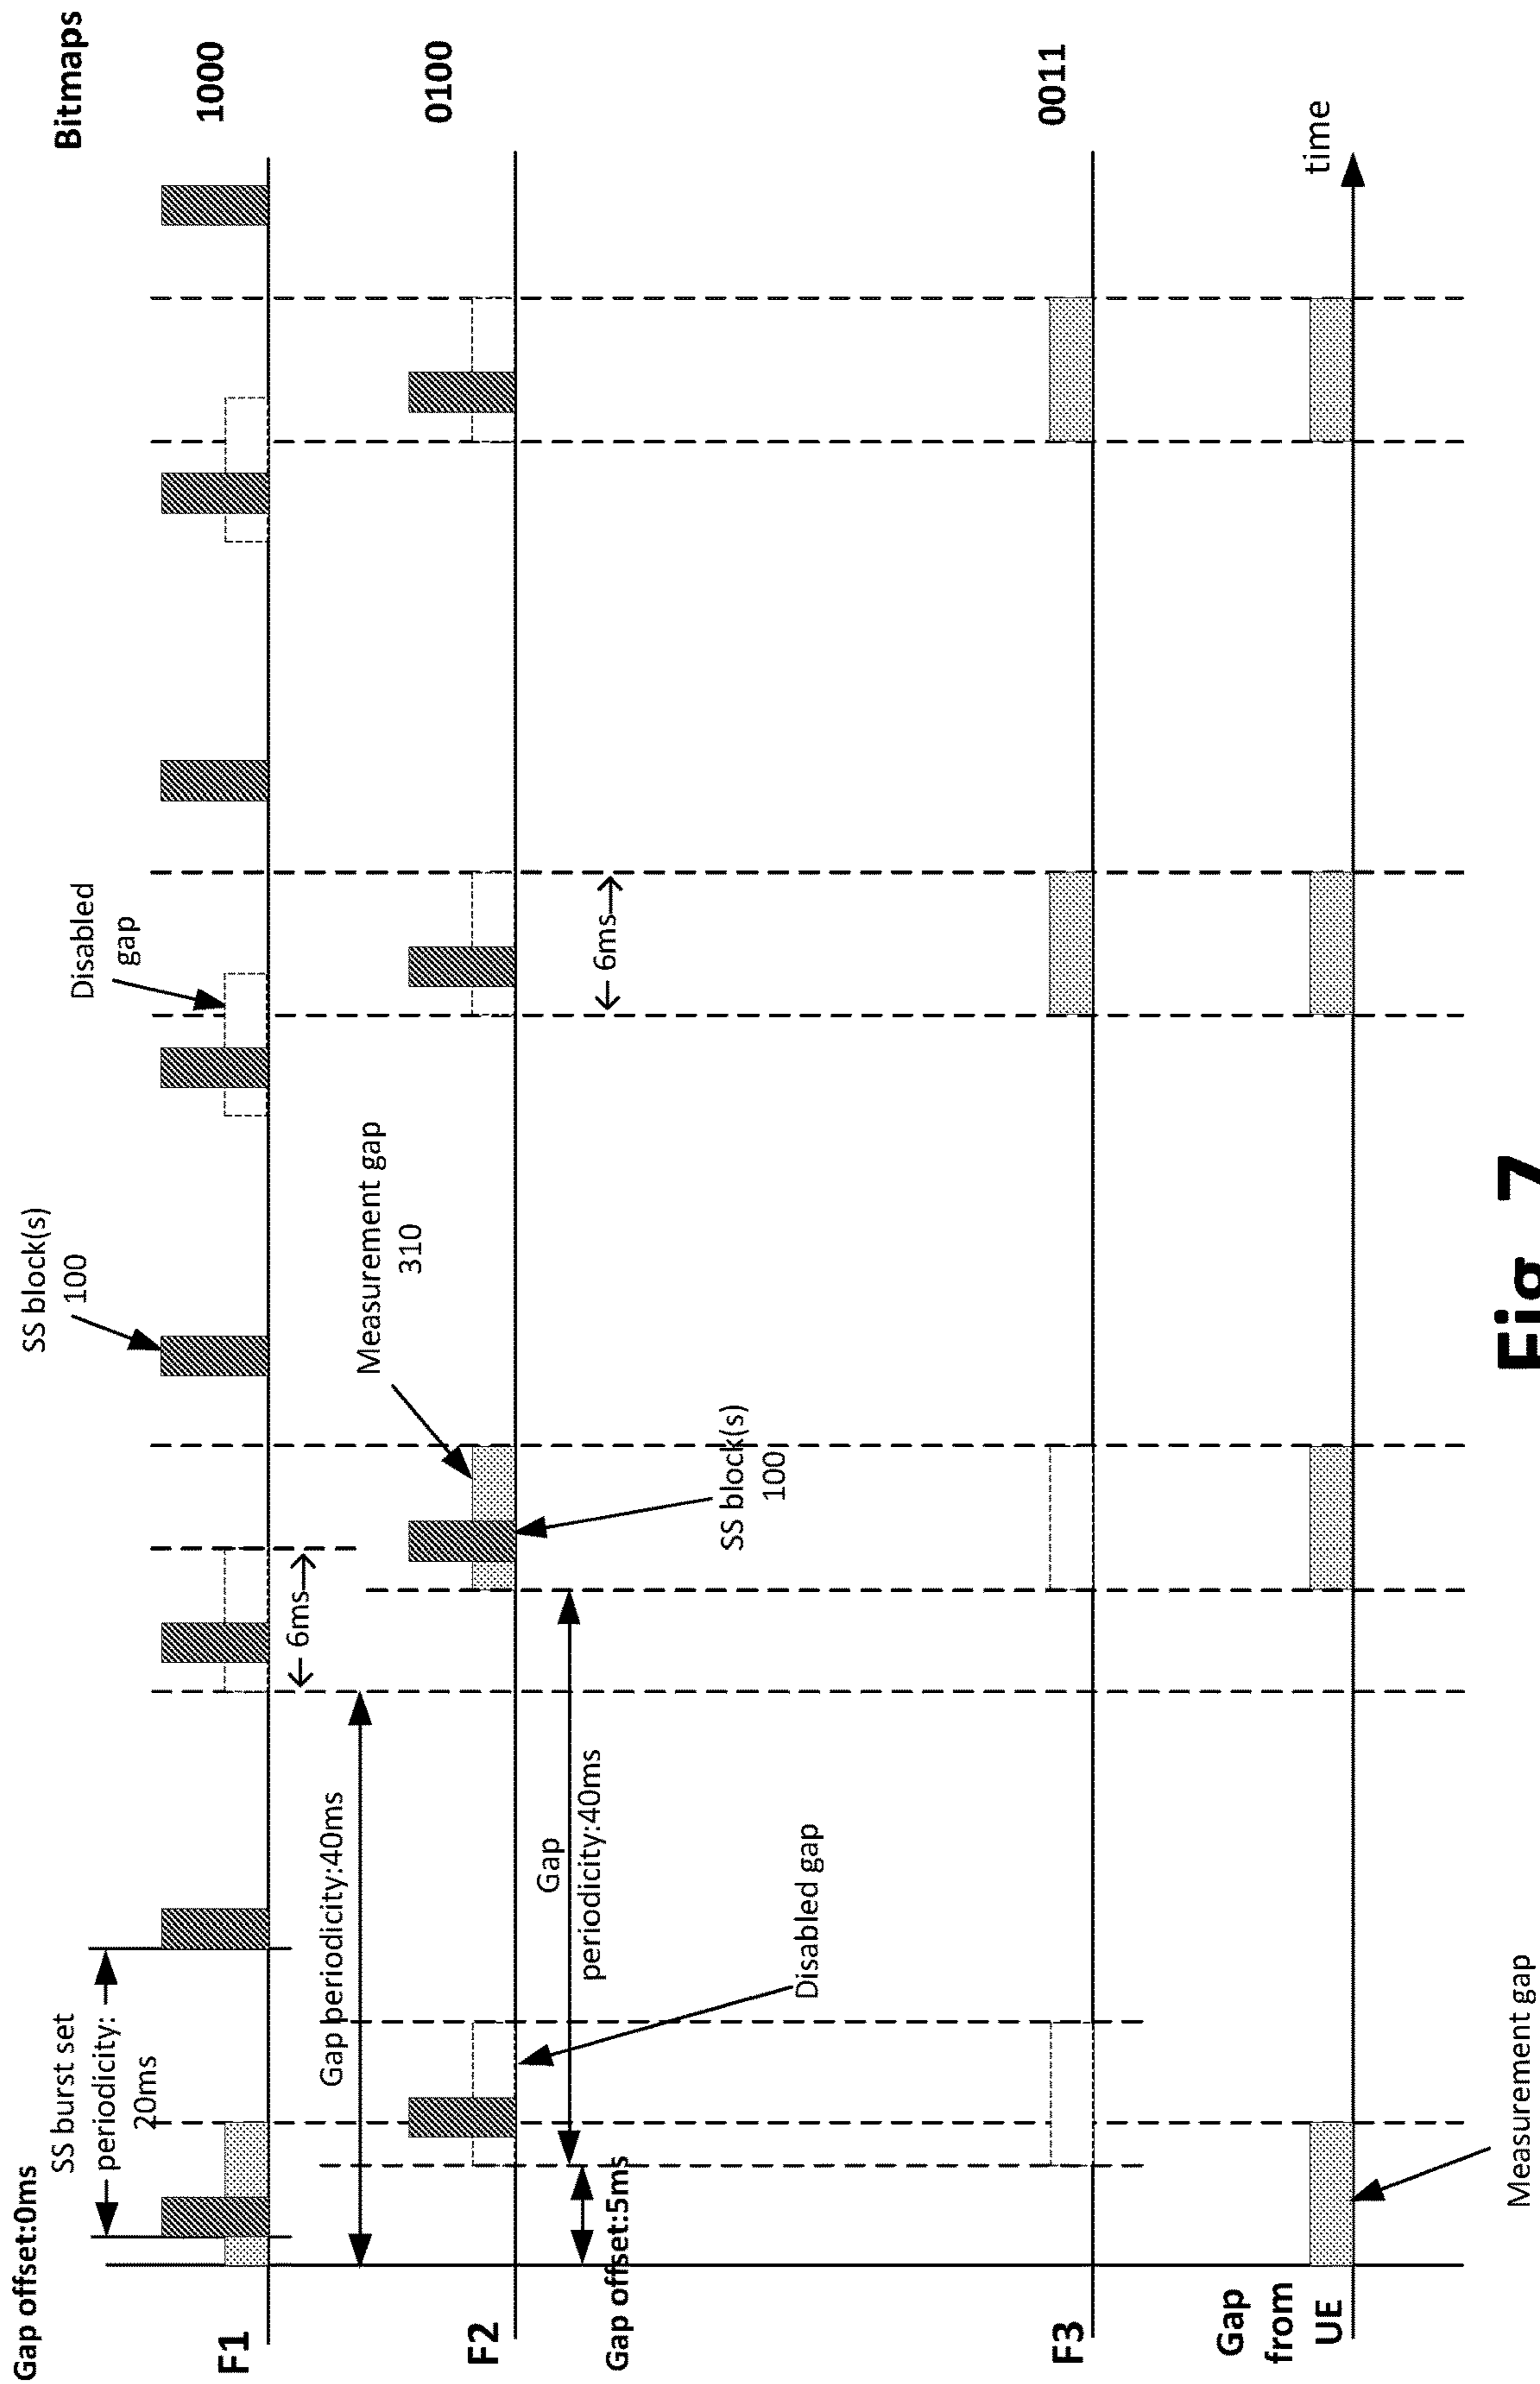 Gap offset:0ms
SS burst set
periodicity:
20ms
SS block(s)
100
Disabled
gap
Bitmaps
F1
1000
Gap periodicity:40ms
6ms
Measurement gap
310
F2
0100
Gap
periodicity:40ms
Gap offset:5ms
6ms
SS block(s)
100
Disabled gap
F3
0011
Gap
from
UE
time
Measurement gap
Fig. 7